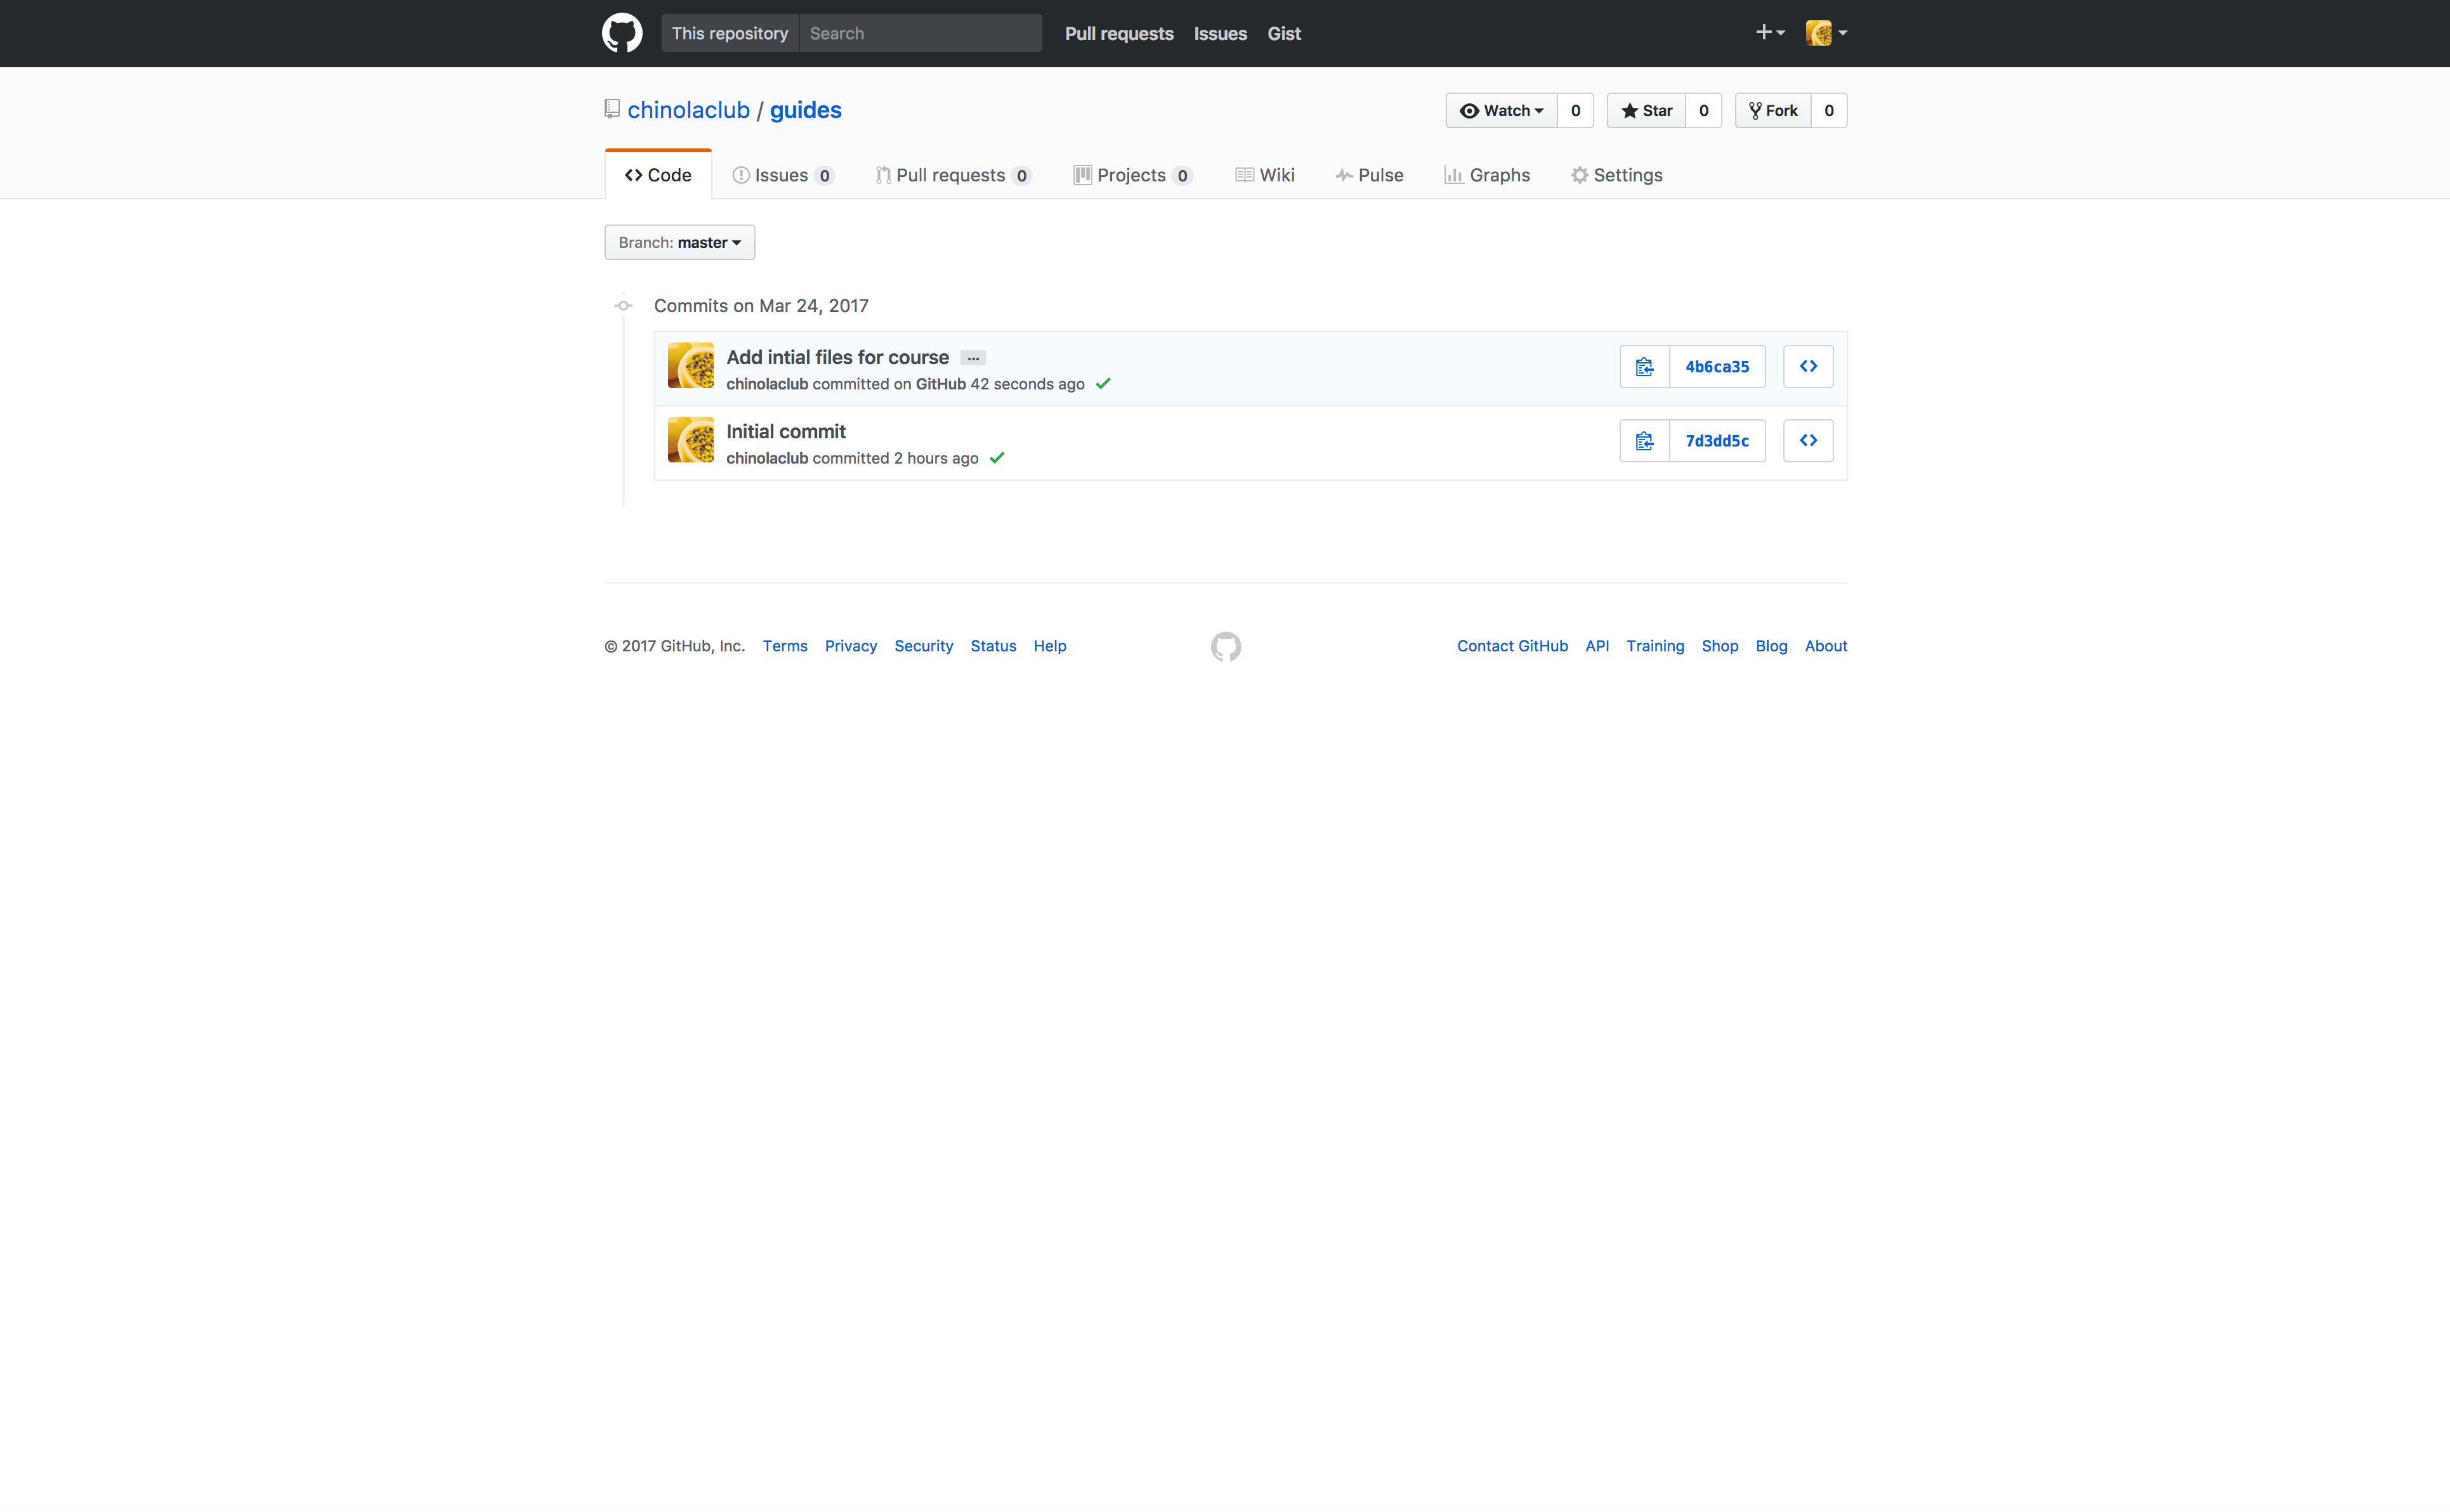 This repository Search Pull requests Issues Gist
chinolaclub / guides Watch 0 Star 0 Fork 0
Code Issues 0 Pull requests 0 Projects 0 Wiki Pulse Graphs Settings
Branch: master
Commits on Mar 24, 2017
Add intial files for course …
chinolaclub committed on GitHub 42 seconds ago
4b6ca35
Initial commit
chinolaclub committed 2 hours ago
7d3dd5c
© 2017 GitHub, Inc. Terms Privacy Security Status Help Contact GitHub API Training Shop Blog About